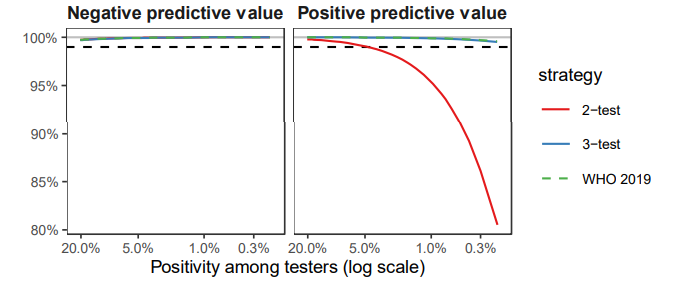 Negative predictive value
Positive predictive value
100%
95%
90%
85%
80%
20.0% 5.0% 1.0% 0.3%
20.0% 5.0% 1.0% 0.3%
Positivity among testers (log scale)
strategy
2−test
3−test
WHO 2019